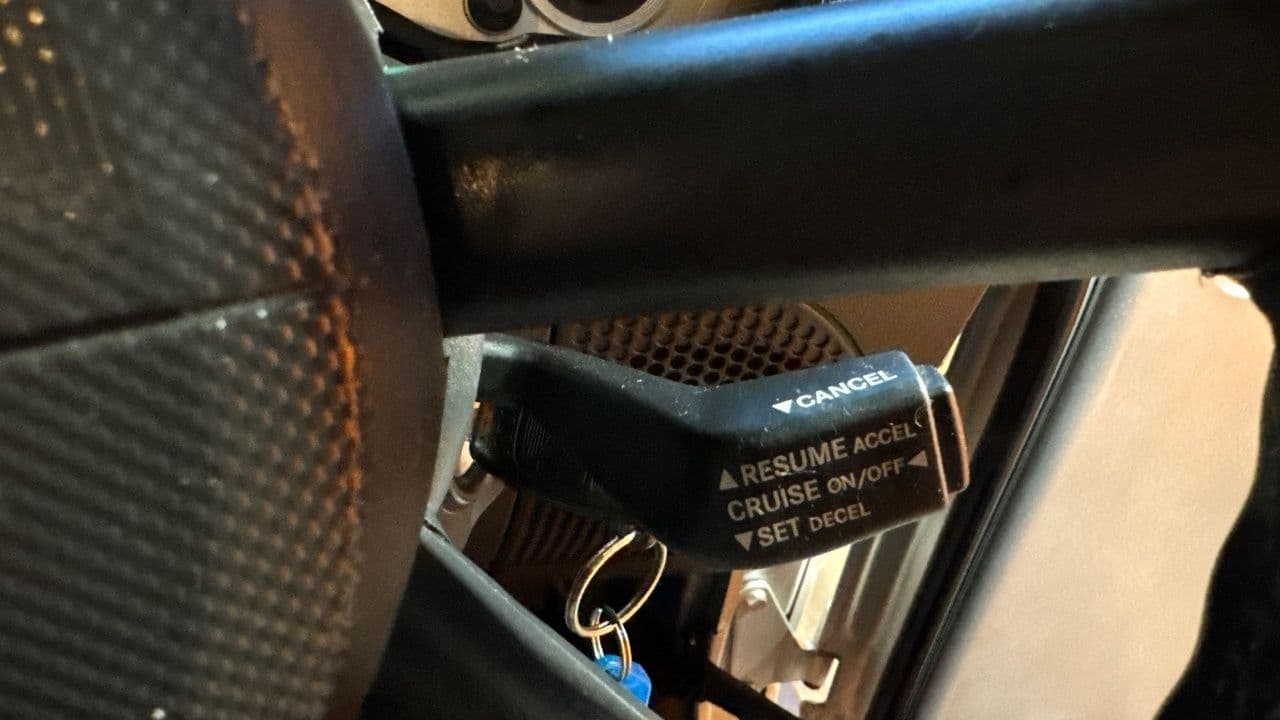 ▼CANCEL
▲RESUME ACCEL
CRUISE ON/OFF◀
▼SET DECEL